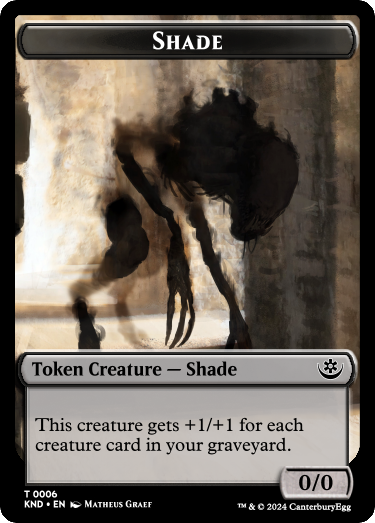 Shade
Token Creature — Shade
This creature gets +1/+1 for each
creature card in your graveyard.
0/0
T 0006
KND • EN Matheus Graef
™ & © 2024 CanterburyEgg